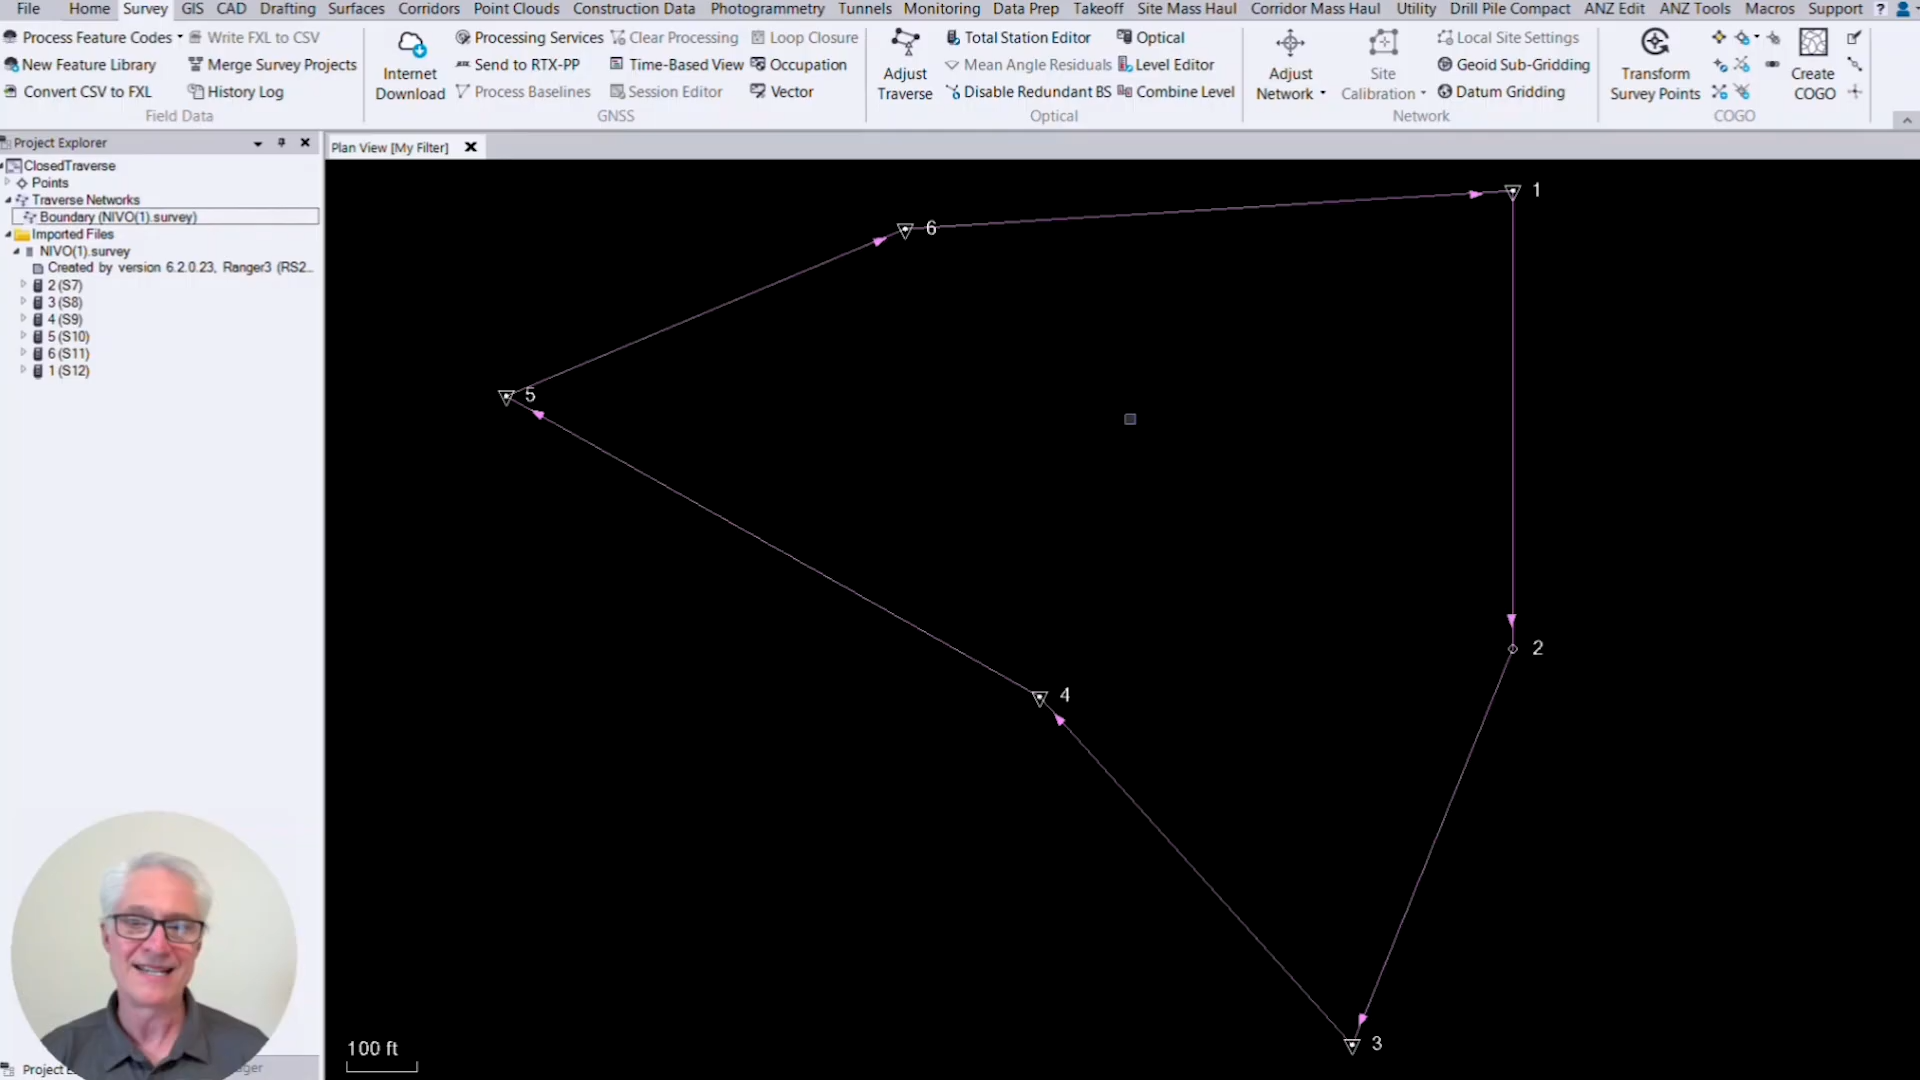 File Home Survey GIS CAD Drafting Surfaces Corridors Point Clouds Construction Data Photogrammetry Tunnels Monitoring Data Prep Takeoff Site Mass Haul Corridor Mass Haul Utility Drill Pile Compact ANZ Edit ANZ Tools Macros Support ?
Process Feature Codes Write FXL to CSV
New Feature Library Merge Survey Projects
Convert CSV to FXL History Log
Field Data
Internet Download
Processing Services Clear Processing Loop Closure
Send to RTX-PP Time-Based View Occupation
Process Baselines Session Editor Vector
GNSS
Adjust Traverse
Total Station Editor Optical
Mean Angle Residuals Level Editor
Disable Redundant BS Combine Level
Optical
Adjust Network
Site Calibration
Local Site Settings
Geoid Sub-Gridding
Datum Gridding
Network
Transform Survey Points
Create COGO
COGO
Project Explorer
Plan View [My Filter]
ClosedTraverse
Points
Traverse Networks
Boundary (NIVO(1).survey)
Imported Files
NIVO(1).survey
Created by version 6.2.0.23, Ranger3 (RS2...
2 (S7)
3 (S8)
4 (S9)
5 (S10)
6 (S11)
1 (S12)
1
6
5
2
4
3
100 ft